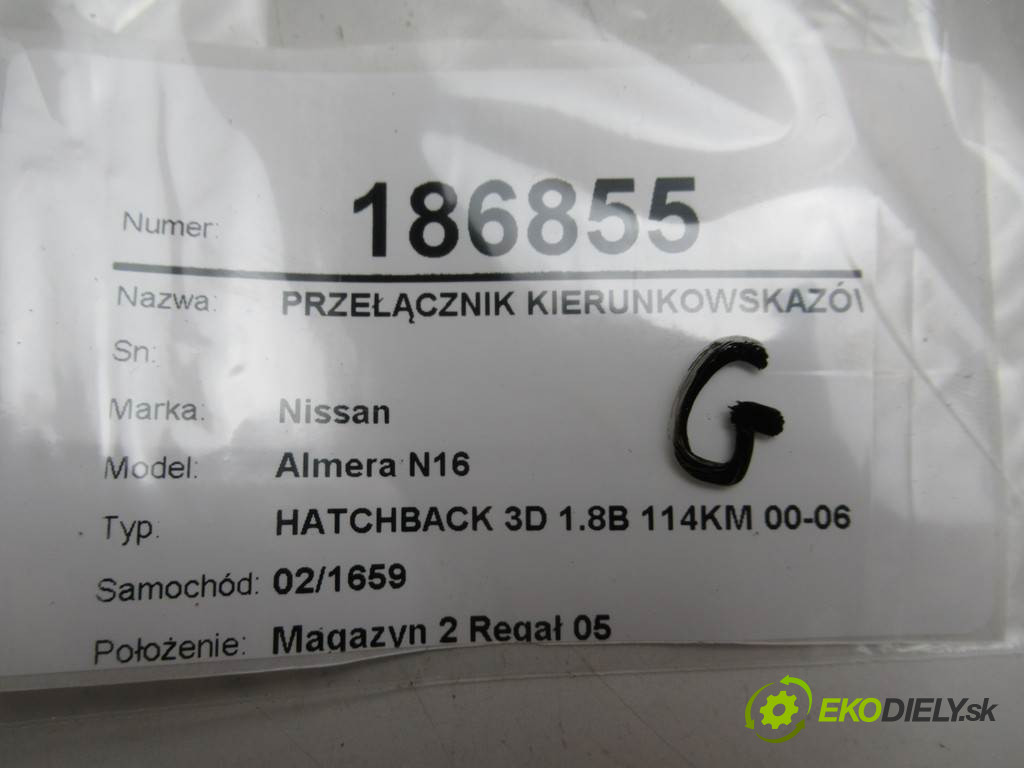 Numer: 186855
Nazwa: PRZEŁĄCZNIK KIERUNKOWSKAZÓ
Sn:
Marka: Nissan
G
Model: Almera N16
Typ: HATCHBACK 3D 1.8B 114KM 00-06
Samochód: 02/1659
Położenie: Magazyn 2 Regał 05
EKODIELY.sk